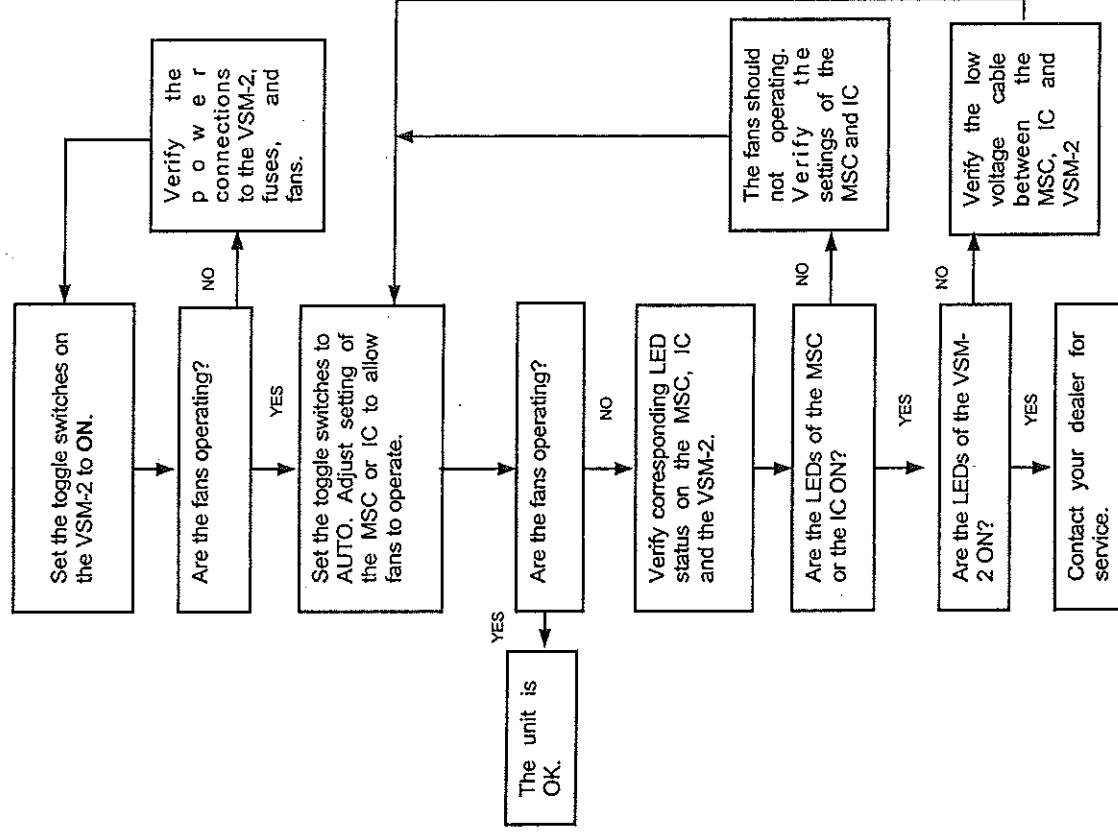 Set the toggle switches on
the VSM-2 to ON.
Verify the
power
connections
to the VSM-2,
fuses, and
fans.
Are the fans operating?
NO
YES
Set the toggle switches to
AUTO. Adjust setting of
the MSC or IC to allow
fans to operate.
Are the fans operating?
YES
The unit is
OK.
NO
Verify corresponding LED
status on the MSC, IC
and the VSM-2.
Are the LEDs of the MSC
or the IC ON?
NO
The fans should
not operating.
Verify the
settings of the
MSC and IC
YES
Are the LEDs of the VSM-
2 ON?
NO
Verify the low
voltage cable
between the
MSC, IC and
VSM-2
YES
Contact your dealer for
service.